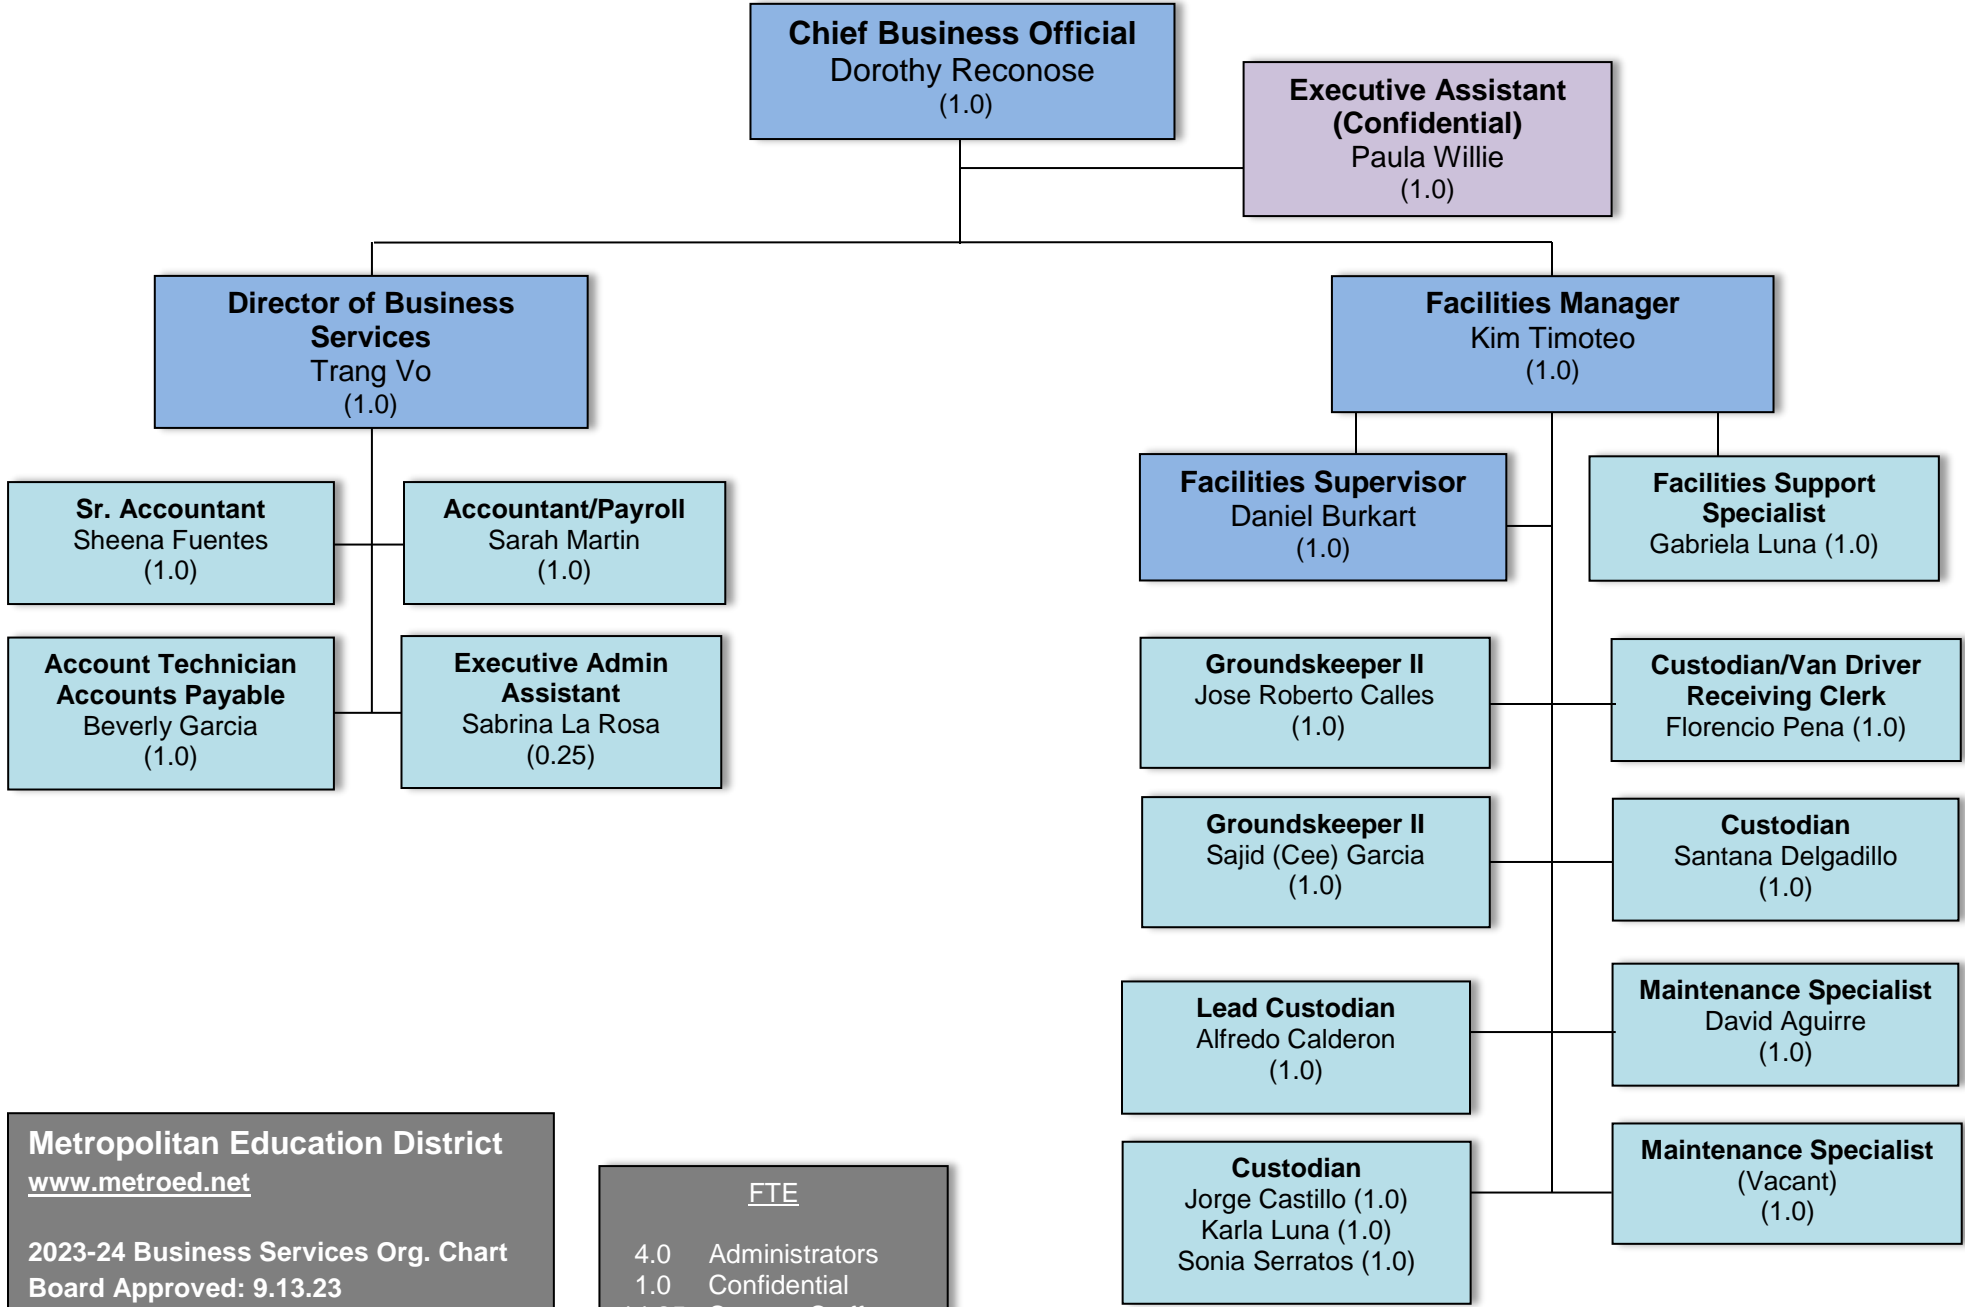 Chief Business Official
Dorothy Reconose
(1.0)
Executive Assistant
(Confidential)
Paula Willie
(1.0)
Director of Business
Services
Trang Vo
(1.0)
Facilities Manager
Kim Timoteo
(1.0)
Sr. Accountant
Sheena Fuentes
(1.0)
Accountant/Payroll
Sarah Martin
(1.0)
Facilities Supervisor
Daniel Burkart
(1.0)
Facilities Support
Specialist
Gabriela Luna (1.0)
Account Technician
Accounts Payable
Beverly Garcia
(1.0)
Executive Admin
Assistant
Sabrina La Rosa
(0.25)
Groundskeeper II
Jose Roberto Calles
(1.0)
Custodian/Van Driver
Receiving Clerk
Florencio Pena (1.0)
Groundskeeper II
Sajid (Cee) Garcia
(1.0)
Custodian
Santana Delgadillo
(1.0)
Lead Custodian
Alfredo Calderon
(1.0)
Maintenance Specialist
David Aguirre
(1.0)
Custodian
Jorge Castillo (1.0)
Karla Luna (1.0)
Sonia Serratos (1.0)
Maintenance Specialist
(Vacant)
(1.0)
Metropolitan Education District
www.metroed.net
2023-24 Business Services Org. Chart
Board Approved: 9.13.23
FTE
4.0 Administrators
1.0 Confidential